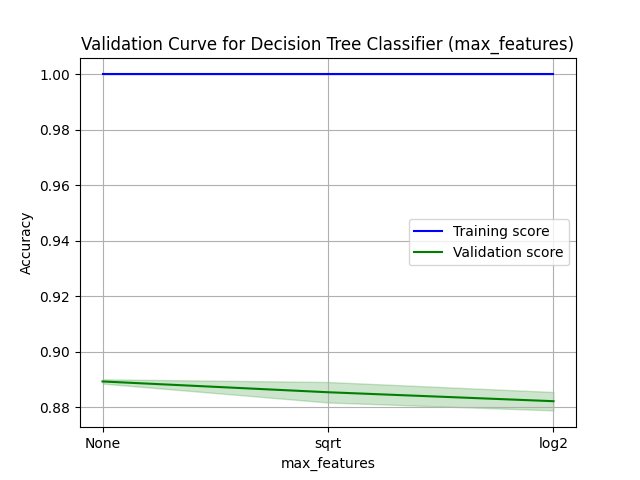 Validation Curve for Decision Tree Classifier (max_features)
1.00
0.98
0.96
0.94
0.92
0.90
0.88
Accuracy
Training score
Validation score
None
sqrt
log2
max_features